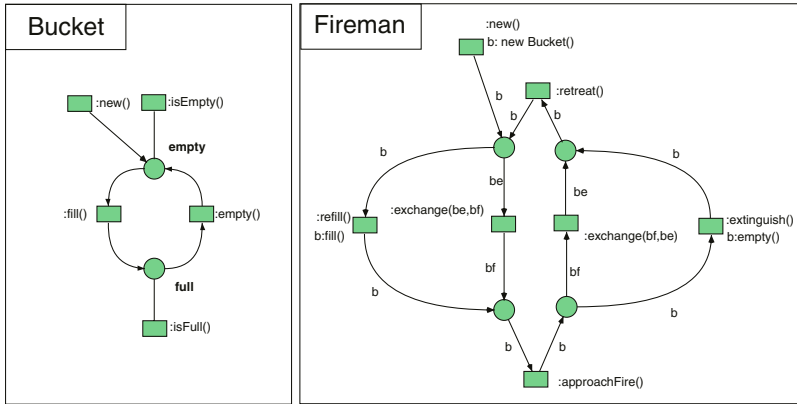 Bucket
:new()
:isEmpty()
empty
:fill()
:empty()
full
:isFull()
Fireman
:new()
b: new Bucket()
b
:retreat()
b
b
b
b
be
be
:refill()
b:fill()
:exchange(be,bf)
:exchange(bf,be)
:extinguish()
b:empty()
bf
bf
b
b
b
b
:approachFire()